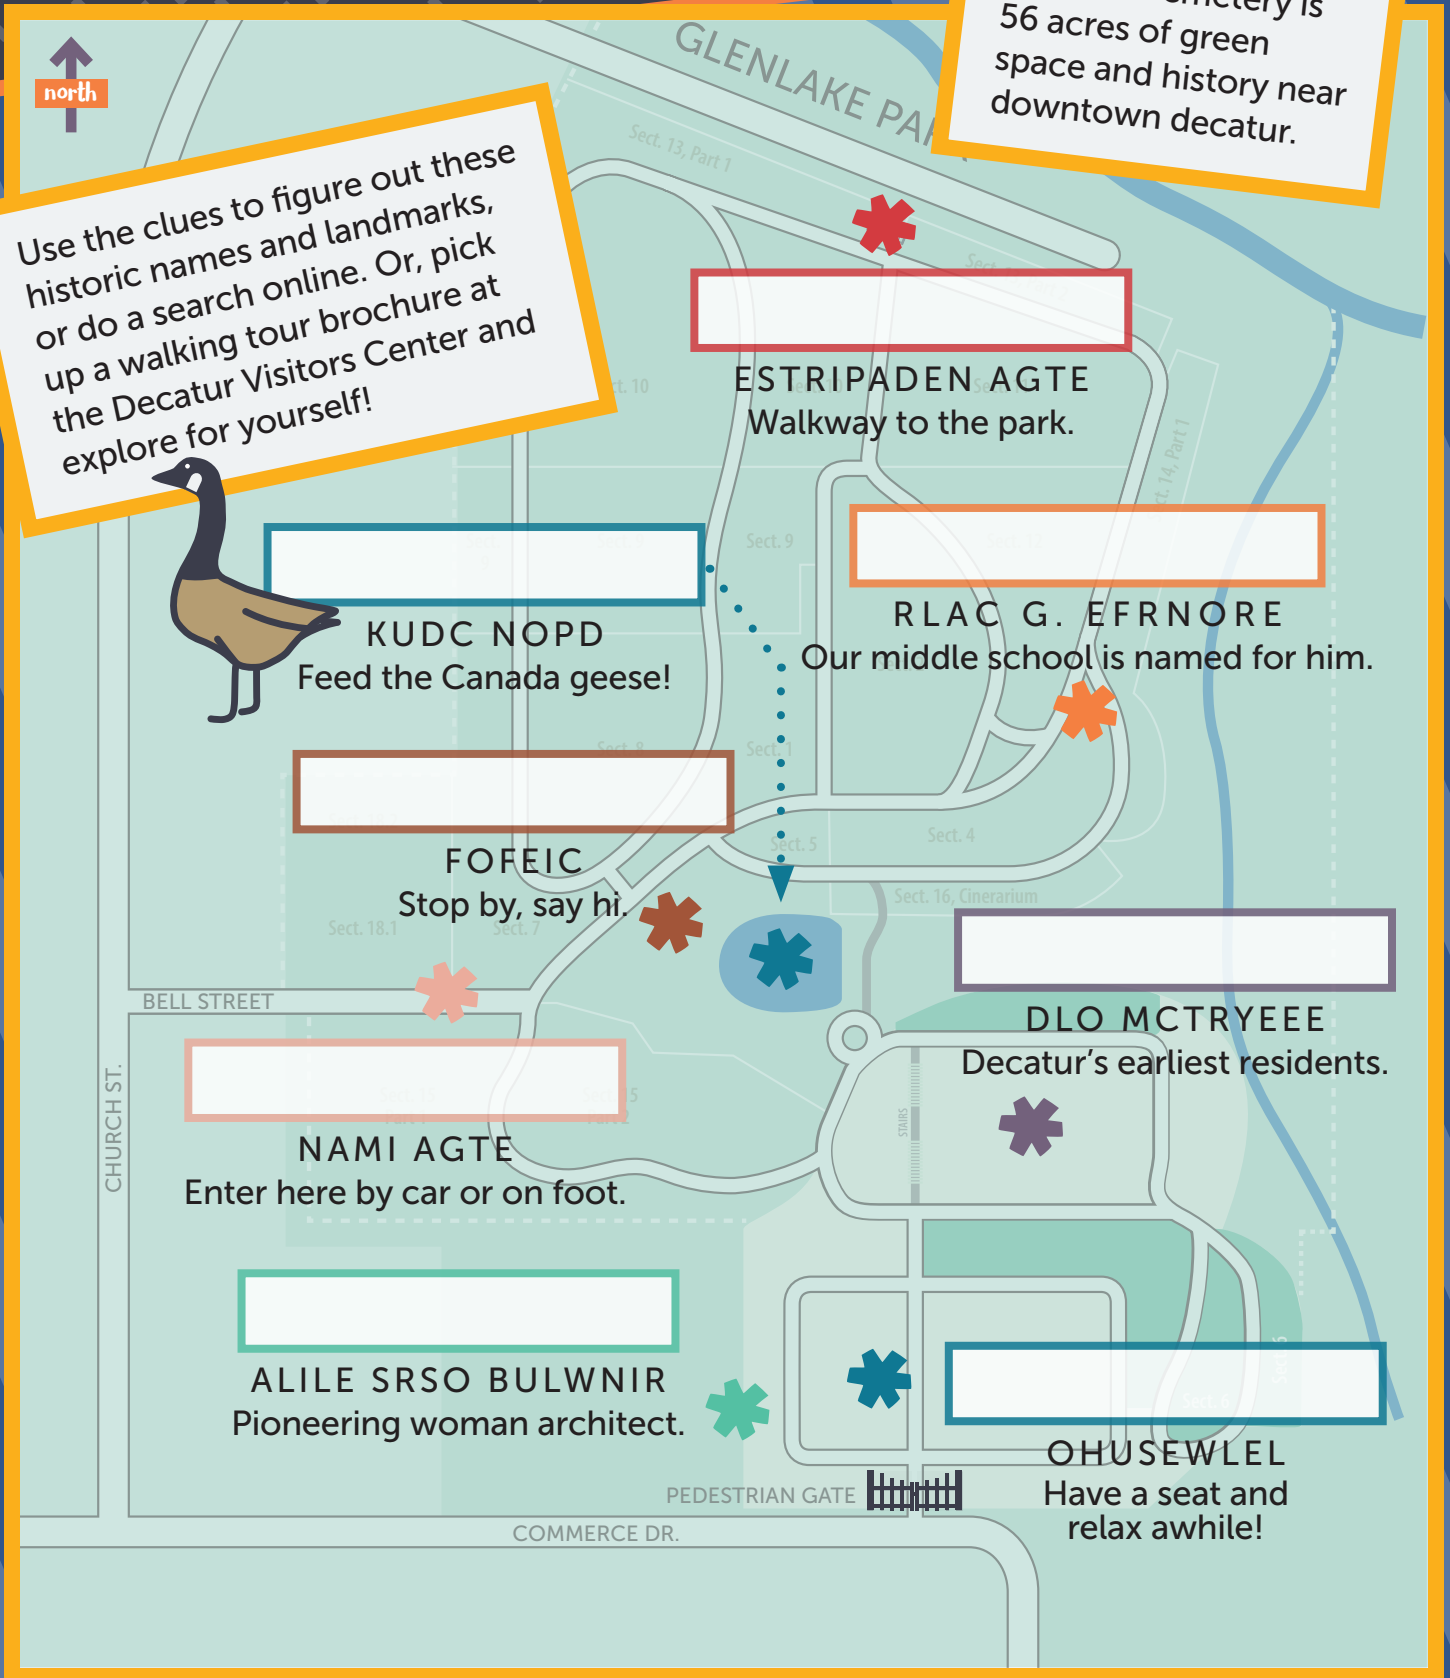 north
GLENLAKE
56 acres of green
space and history near
downtown decatur.
Use the clues to figure out these
historic names and landmarks,
or do a search online. Or, pick
up a walking tour brochure at
the Decatur Visitors Center and
explore for yourself!
Sect. 13, Part 1
ESTRIPADEN AGTE
Walkway to the park.
Sect. 9
KUDC NOPD
Feed the Canada geese!
RLAC G. EFRNORE
Our middle school is named for him.
Sect. 8
Sect. 1
FOFEIC
Stop by, say hi.
Sect. 5
Sect. 4
Sect. 16, Cinerarium
Sect. 18.1
Sect. 7
BELL STREET
DLO MCTRYEEE
Decatur's earliest residents.
CHURCH ST.
STAIRS
NAMI AGTE
Enter here by car or on foot.
ALILE SRSO BULWNIR
Pioneering woman architect.
Sect. 6
OHUSEWLEL
Have a seat and
relax awhile!
PEDESTRIAN GATE
COMMERCE DR.